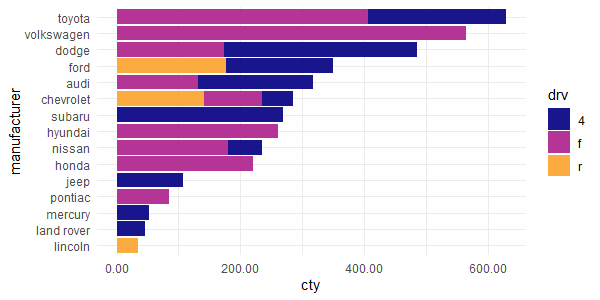 toyota
volkswagen
dodge
ford
audi
chevrolet
subaru
hyundai
nissan
honda
jeep
pontiac
mercury
land rover
lincoln
manufacturer
0.00 200.00 400.00 600.00
cty
drv
4
f
r